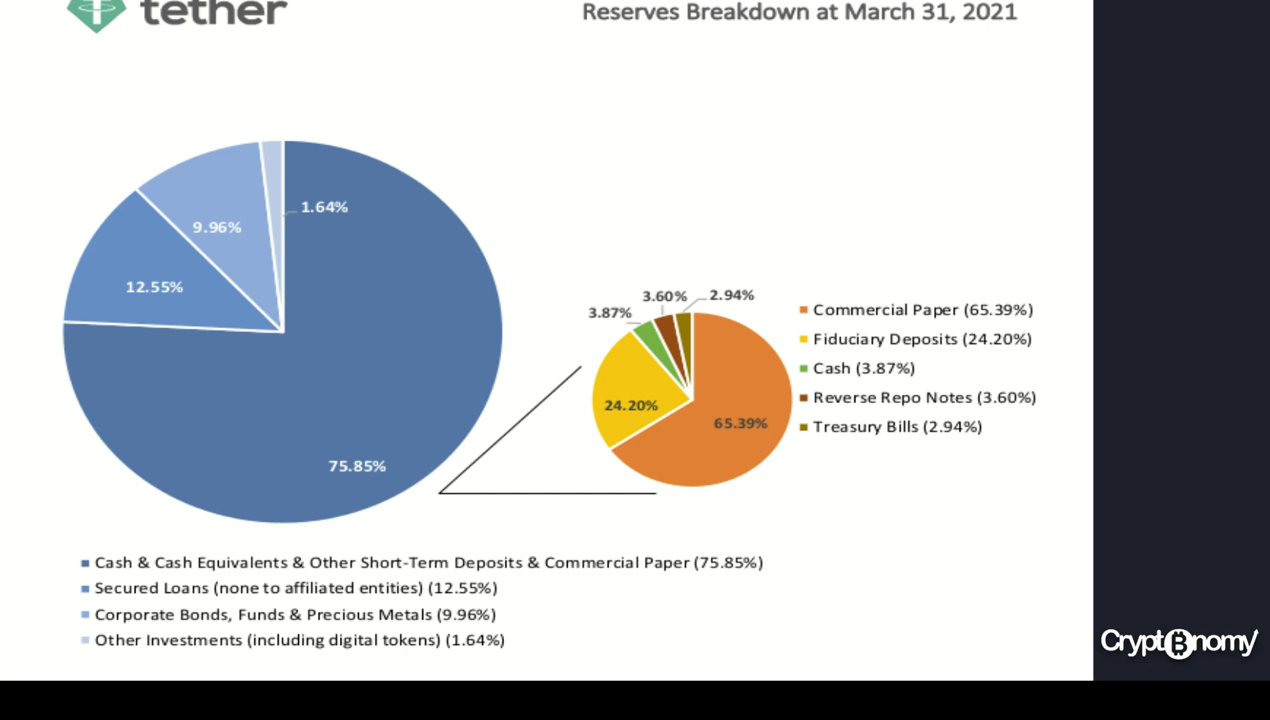 tether
Reserves Breakdown at March 31, 2021
1.64%
9.96%
12.55%
75.85%
3.87%
3.60%
2.94%
24.20%
65.39%
Commercial Paper (65.39%)
Fiduciary Deposits (24.20%)
Cash (3.87%)
Reverse Repo Notes (3.60%)
Treasury Bills (2.94%)
Cash & Cash Equivalents & Other Short-Term Deposits & Commercial Paper (75.85%)
Secured Loans (none to affiliated entities) (12.55%)
Corporate Bonds, Funds & Precious Metals (9.96%)
Other Investments (including digital tokens) (1.64%)
Cryptonomy